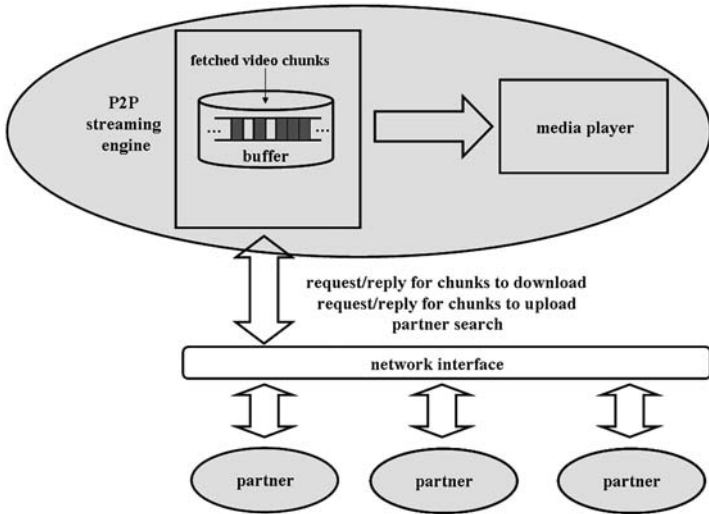 fetched video chunks
P2P
streaming
engine
... ...
buffer
media player
request/reply for chunks to download
request/reply for chunks to upload
partner search
network interface
partner partner partner